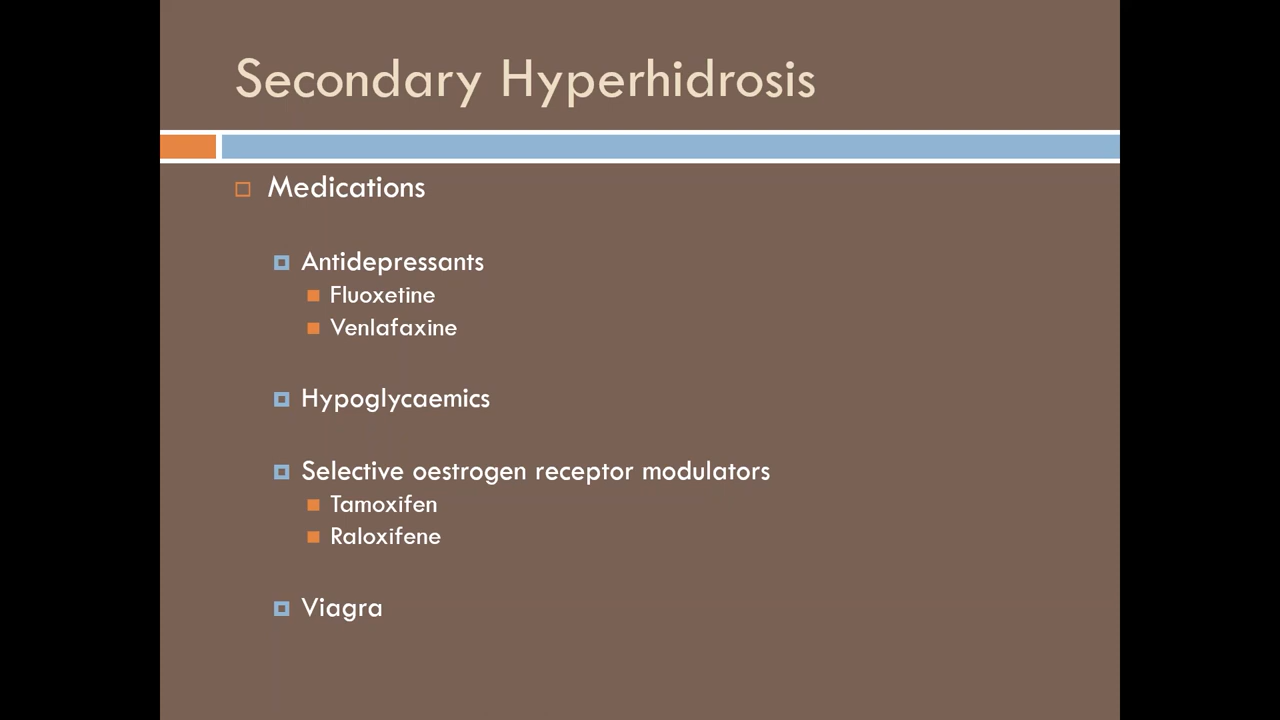 Secondary Hyperhidrosis
Medications
Antidepressants
Fluoxetine
Venlafaxine
Hypoglycaemics
Selective oestrogen receptor modulators
Tamoxifen
Raloxifene
Viagra